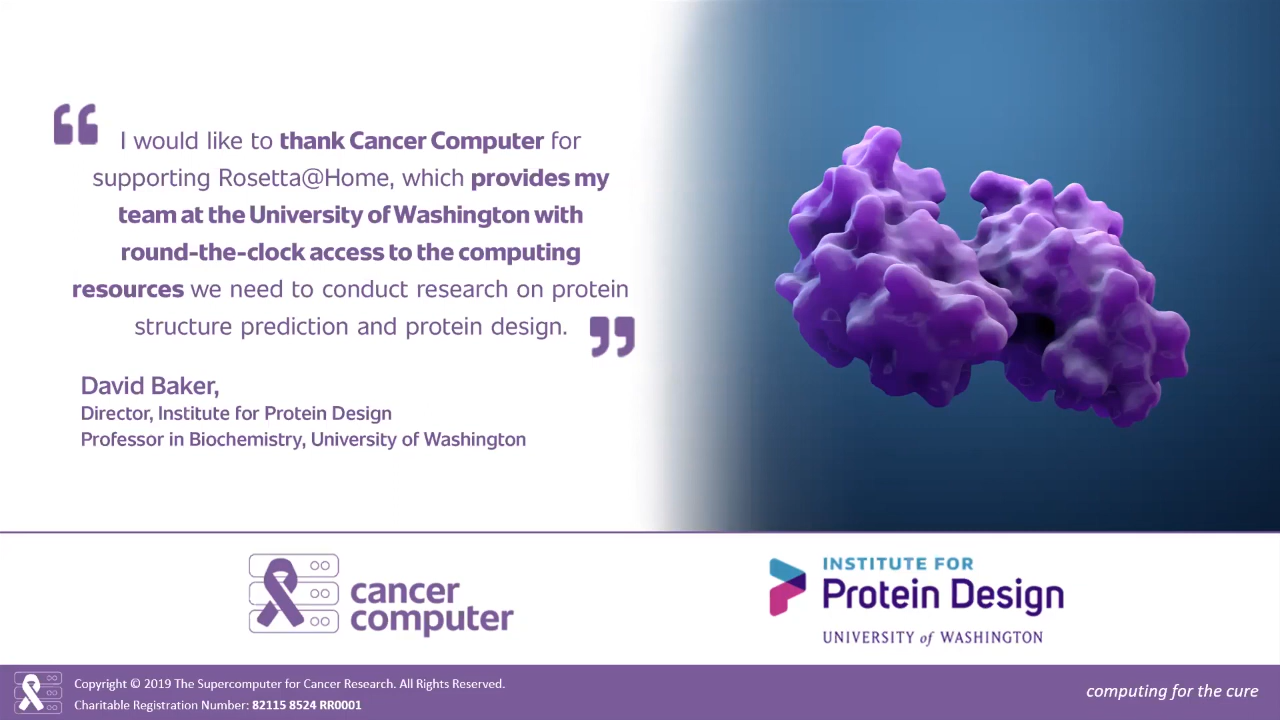 “ I would like to thank Cancer Computer for
supporting Rosetta@Home, which provides my
team at the University of Washington with
round-the-clock access to the computing
resources we need to conduct research on protein
structure prediction and protein design. ”
David Baker,
Director, Institute for Protein Design
Professor in Biochemistry, University of Washington
cancer
computer
INSTITUTE FOR
Protein Design
UNIVERSITY of WASHINGTON
Copyright © 2019 The Supercomputer for Cancer Research. All Rights Reserved.
Charitable Registration Number: 82115 8524 RR0001
computing for the cure